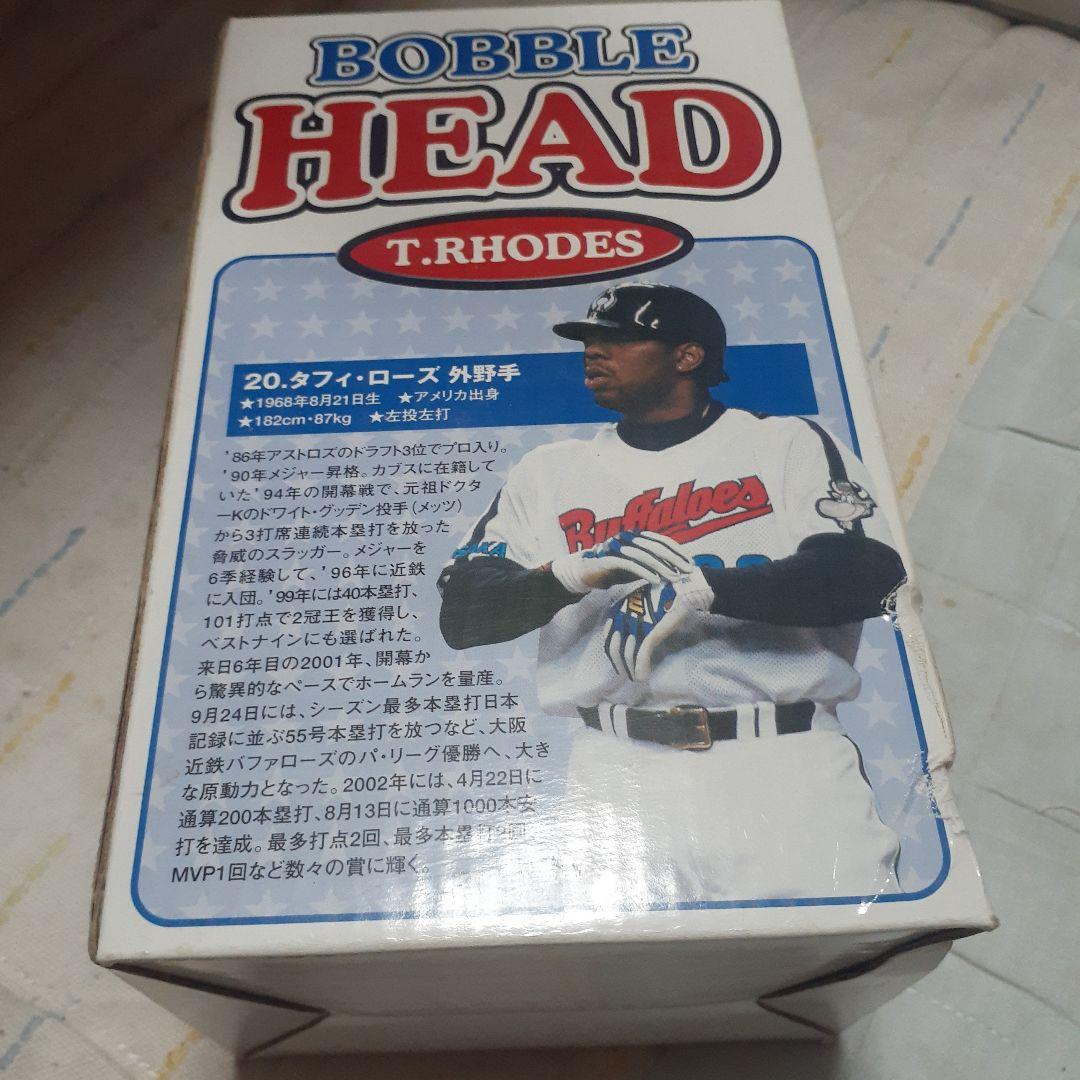 BOBBLE
HEAD
T.RHODES
20.タフィ・ローズ 外野手
★1968年8月21日生 ★アメリカ出身
★182cm・87kg ★左投左打
'86年アストロズのドラフト3位でプロ入り。
'90年メジャー昇格。カブスに在籍して
いた'94年の開幕戦で、元祖ドクタ
ーKのドワイト・グッデン投手(メッツ)
から3打席連続本塁打を放った
脅威のスラッガー。メジャーを
6季経験して、'96年に近鉄
に入団。'99年には40本塁打、
101打点で2冠王を獲得し、
ベストナインにも選ばれた。
来日6年目の2001年、開幕か
ら驚異的なペースでホームランを量産。
9月24日には、シーズン最多本塁打日本
記録に並ぶ55号本塁打を放つなど、大阪
近鉄バファローズのパ・リーグ優勝へ、大き
な原動力となった。2002年には、4月22日に
通算200本塁打、8月13日に通算1000本安
打を達成。最多打点2回、最多本塁打2回、
MVP1回など数々の賞に輝く。
Buffaloes